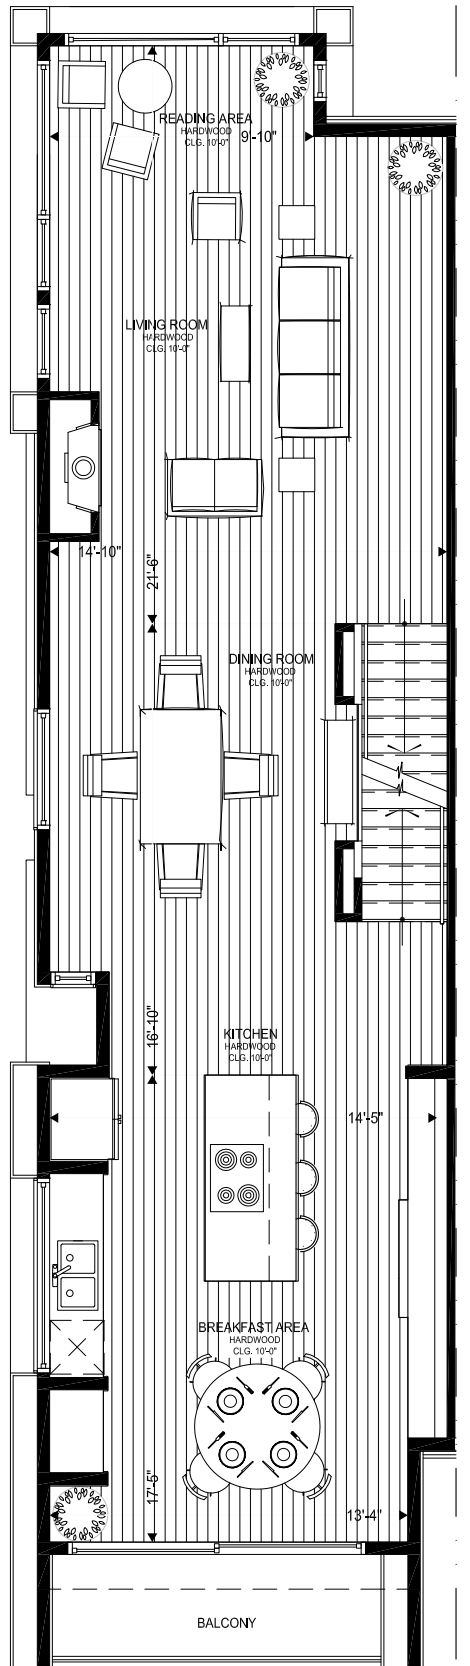 READING AREA
HARDWOOD
CLG. 10'-0"
9'-10"
LIVING ROOM
HARDWOOD
CLG. 10'-0"
14'-10"
21'-6"
DINING ROOM
HARDWOOD
CLG. 10'-0"
16'-10"
KITCHEN
HARDWOOD
CLG. 10'-0"
14'-5"
BREAKFAST AREA
HARDWOOD
CLG. 10'-0"
17'-5"
13'-4"
BALCONY